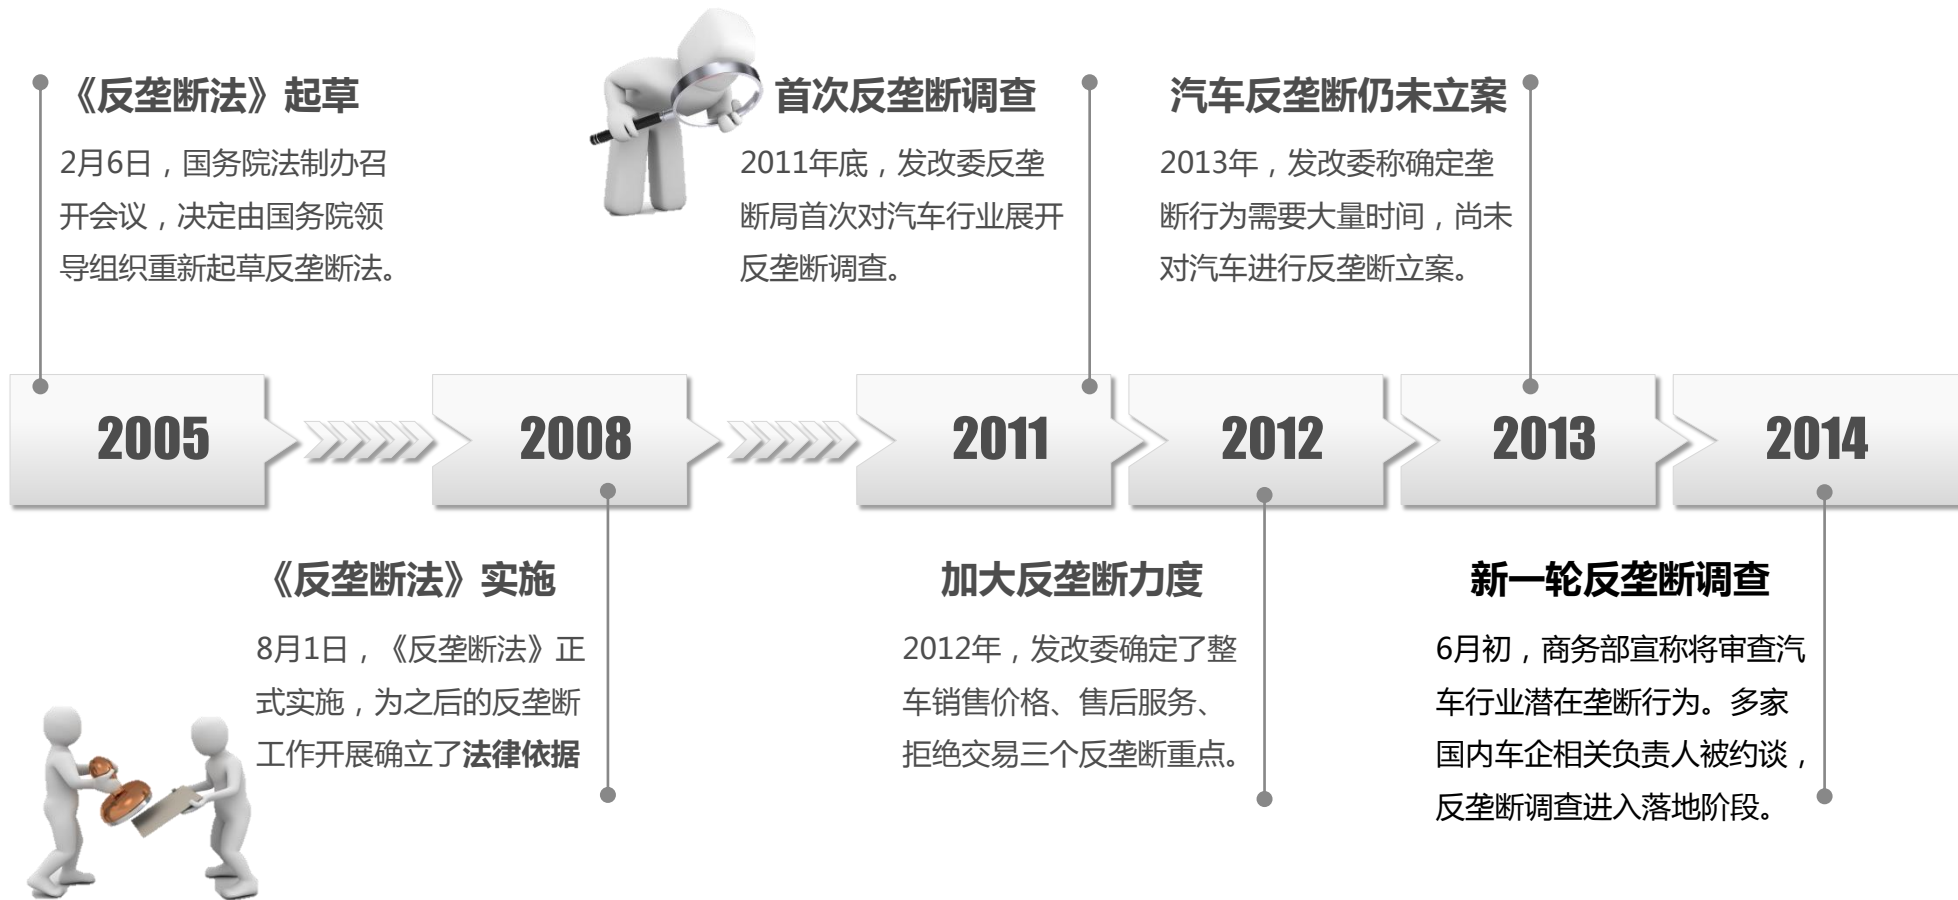 《反垄断法》起草
2月6日，国务院法制办召
开会议，决定由国务院领
导组织重新起草反垄断法。
首次反垄断调查
2011年底，发改委反垄
断局首次对汽车行业展开
反垄断调查。
汽车反垄断仍未立案
2013年，发改委称确定垄
断行为需要大量时间，尚未
对汽车进行反垄断立案。
2005
2008
2011
2012
2013
2014
《反垄断法》实施
8月1日，《反垄断法》正
式实施，为之后的反垄断
工作开展确立了法律依据
加大反垄断力度
2012年，发改委确定了整
车销售价格、售后服务、
拒绝交易三个反垄断重点。
新一轮反垄断调查
6月初，商务部宣称将审查汽
车行业潜在垄断行为。多家
国内车企相关负责人被约谈，
反垄断调查进入落地阶段。